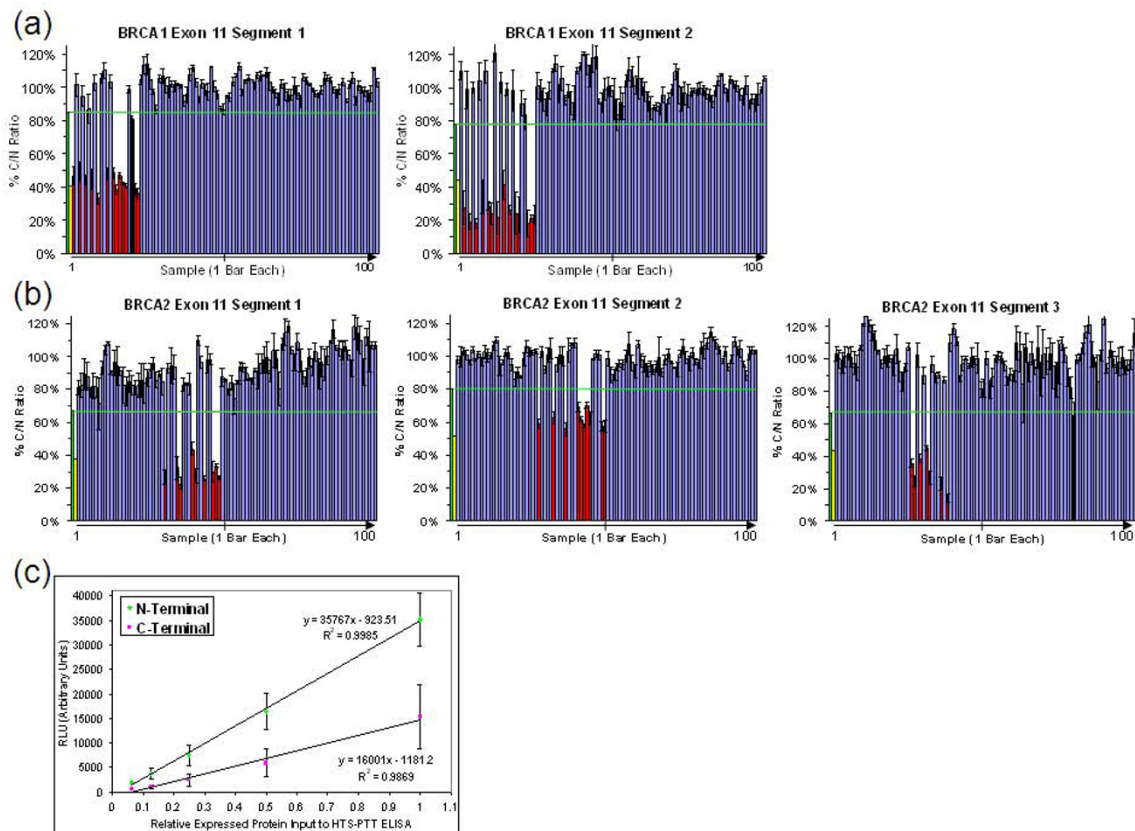 (a)
BRCA1 Exon 11 Segment 1
BRCA1 Exon 11 Segment 2
% C/N Ratio
120%
100%
80%
60%
40%
20%
0%
1
Sample (1 Bar Each)
100
% C/N Ratio
120%
100%
80%
60%
40%
20%
0%
1
Sample (1 Bar Each)
100
(b)
BRCA2 Exon 11 Segment 1
BRCA2 Exon 11 Segment 2
BRCA2 Exon 11 Segment 3
% C/N Ratio
120%
100%
80%
60%
40%
20%
0%
1
Sample (1 Bar Each)
100
% C/N Ratio
120%
100%
80%
60%
40%
20%
0%
1
Sample (1 Bar Each)
100
% C/N Ratio
120%
100%
80%
60%
40%
20%
0%
1
Sample (1 Bar Each)
100
(c)
RLU (Arbitrary Units)
40000
35000
30000
25000
20000
15000
10000
5000
0
N-Terminal
C-Terminal
y = 35767x - 923.51
R² = 0.9985
y = 16001x - 1181.2
R² = 0.9869
0 0.1 0.2 0.3 0.4 0.5 0.6 0.7 0.8 0.9 1 1.1
Relative Expressed Protein Input to HTS-PTT ELISA